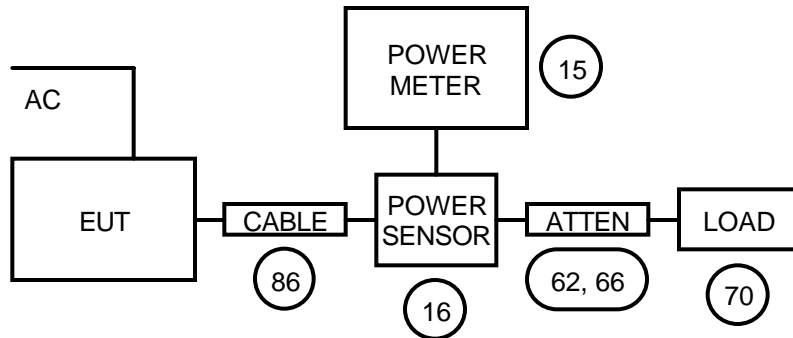 POWER
METER
15
AC
EUT
CABLE
POWER
SENSOR
ATTEN
LOAD
86
16
62, 66
70